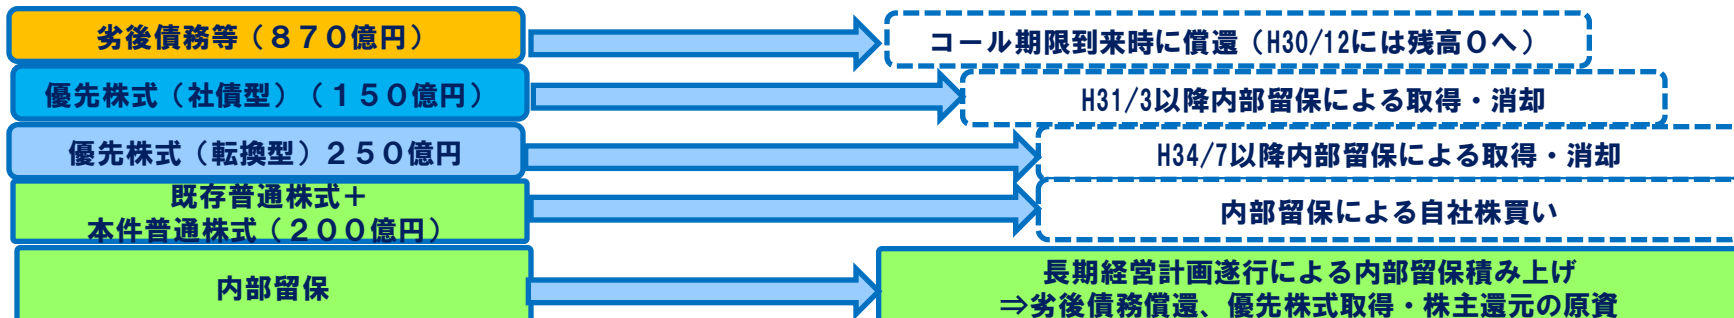 劣後債務等（８７０億円）
コール期限到来時に償還（H30/12には残高０へ）
優先株式（社債型）（１５０億円）
H31/3以降内部留保による取得・消却
優先株式（転換型）２５０億円
H34/7以降内部留保による取得・消却
既存普通株式＋
本件普通株式（２００億円）
内部留保による自社株買い
内部留保
長期経営計画遂行による内部留保積み上げ
⇒劣後債務償還、優先株式取得・株主還元の原資